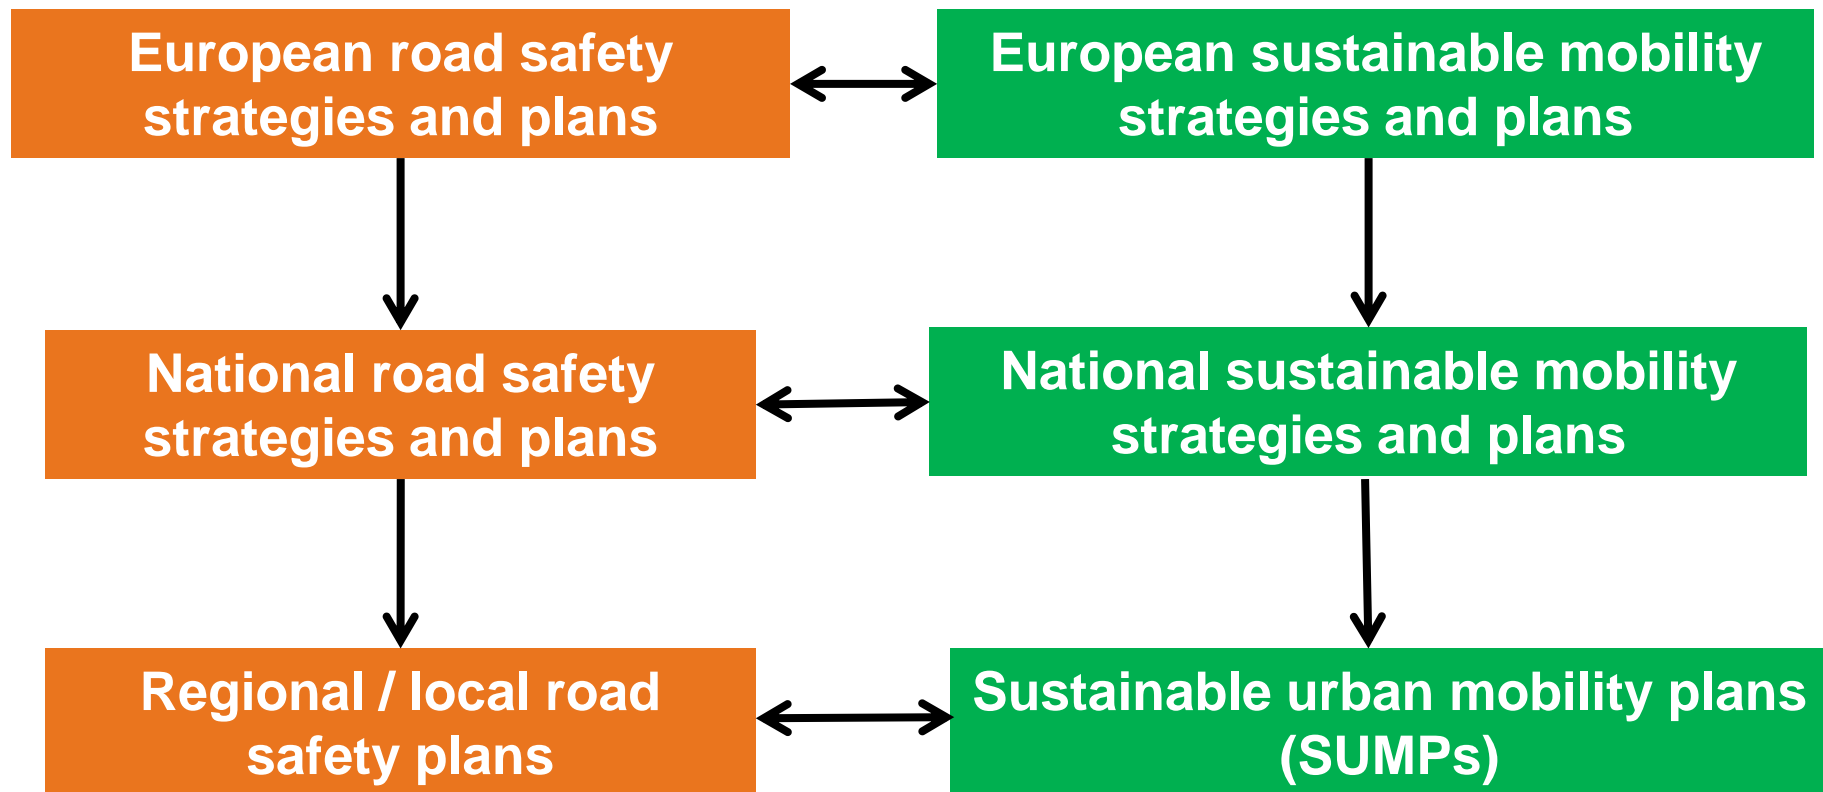 European road safety
strategies and plans
European sustainable mobility
strategies and plans
National road safety
strategies and plans
National sustainable mobility
strategies and plans
Regional / local road
safety plans
Sustainable urban mobility plans
(SUMPs)